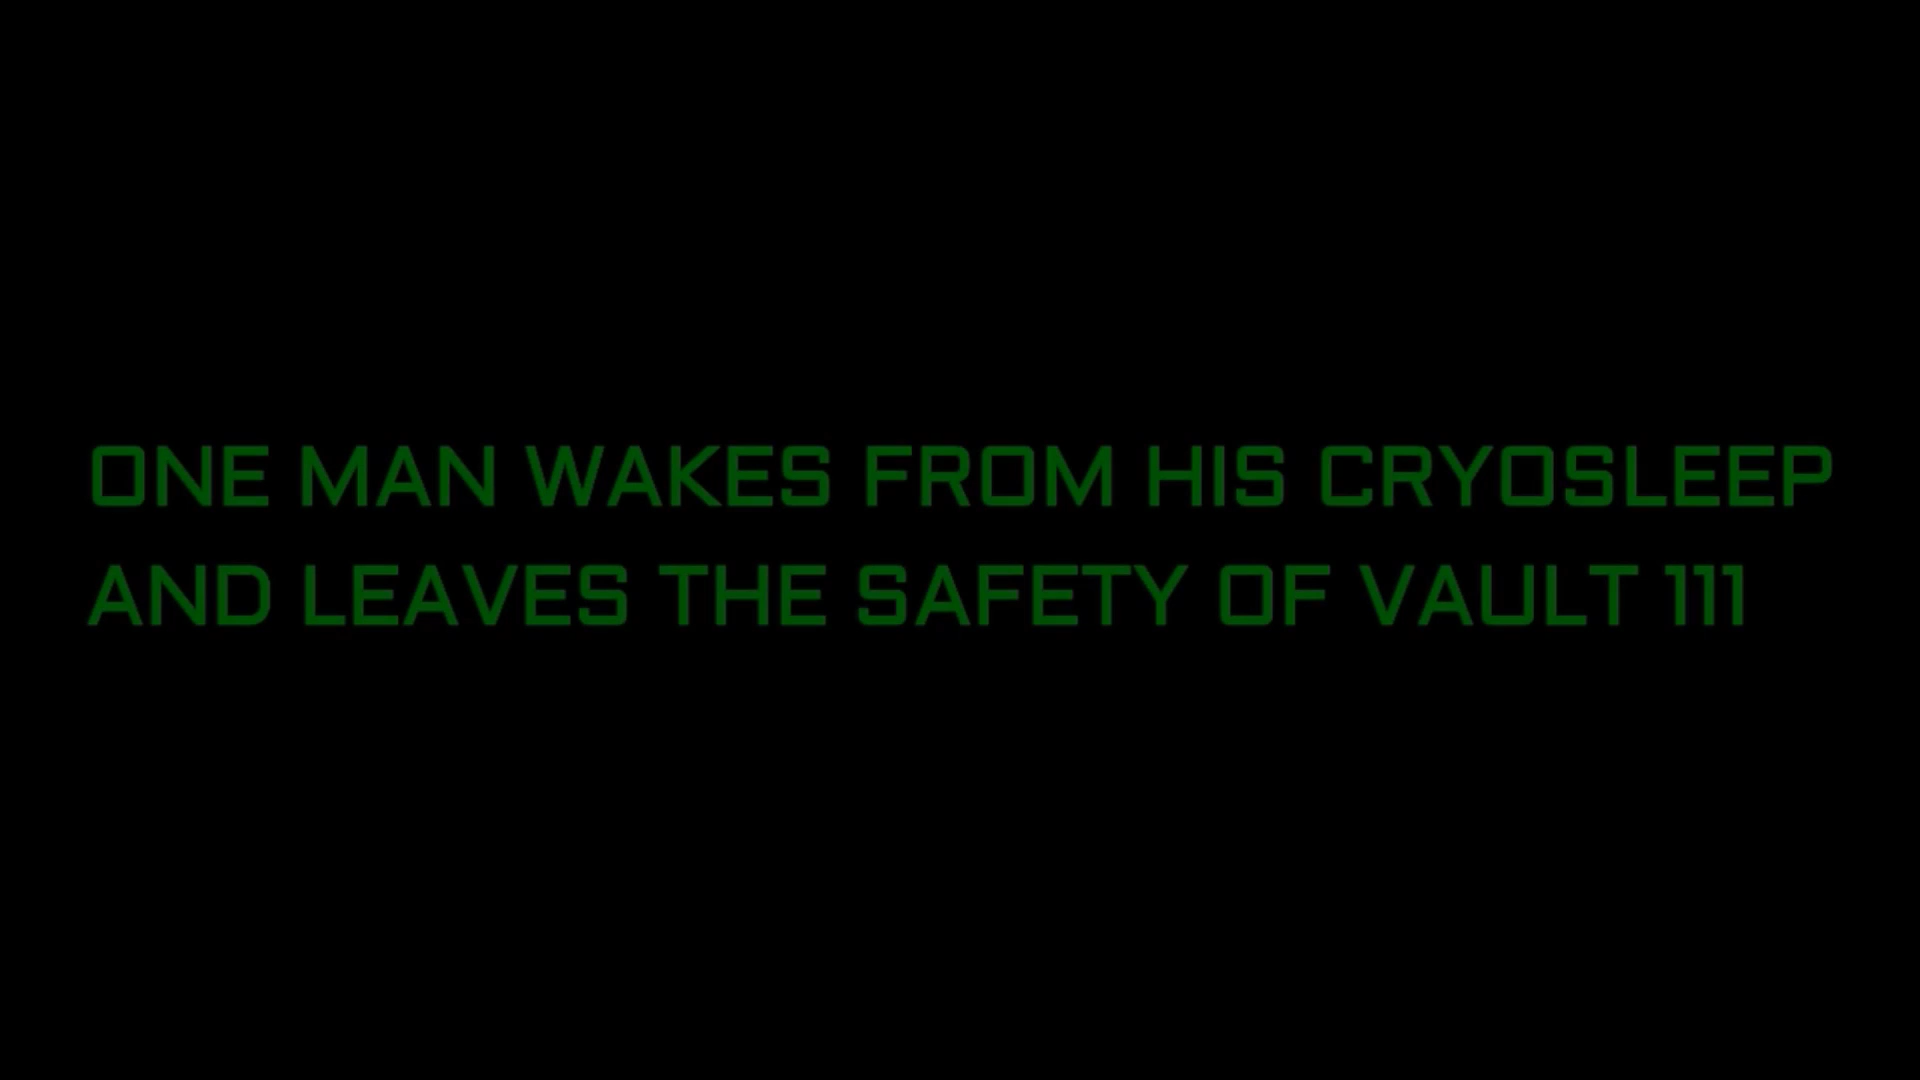 ONE MAN WAKES FROM HIS CRYOSLEEP
AND LEAVES THE SAFETY OF VAULT 111